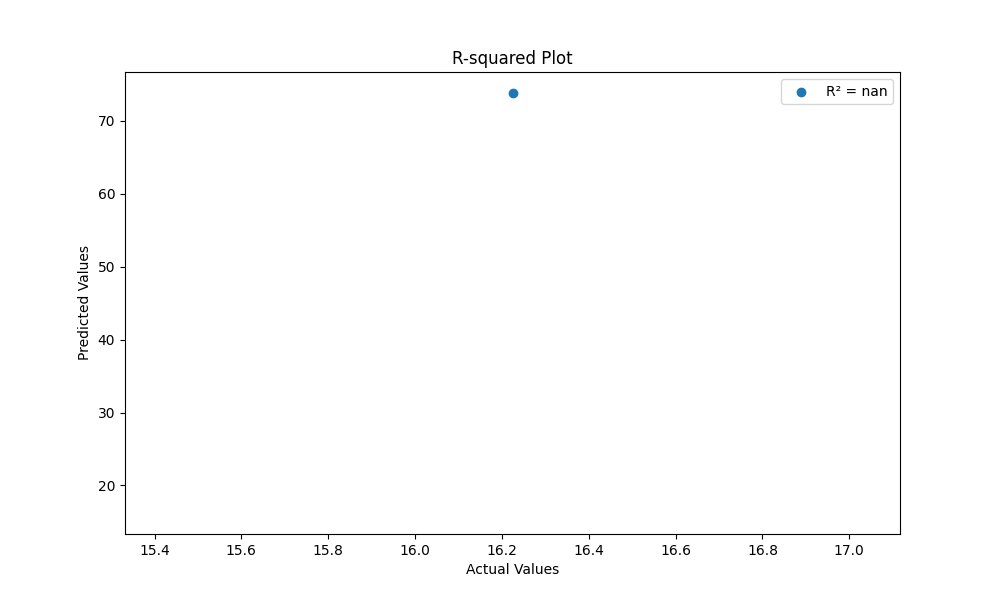 R-squared Plot
R² = nan
70
60
50
40
30
20
Predicted Values
15.4 15.6 15.8 16.0 16.2 16.4 16.6 16.8 17.0
Actual Values